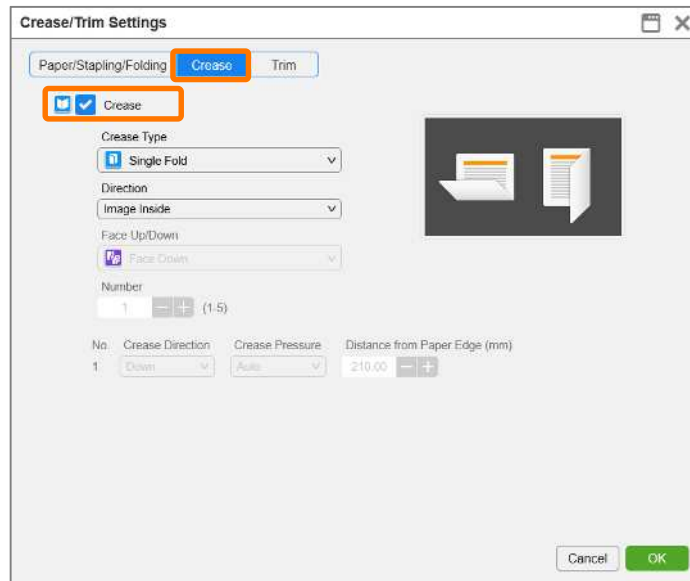 Crease/Trim Settings
Paper/Stapling/Folding Crease Trim
Crease
Crease Type
Single Fold
Direction
Image Inside
Face Up/Down
Face Down
Number
1 (1-5)
No. Crease Direction Crease Pressure Distance from Paper Edge (mm)
1 Down Auto 210.00
Cancel OK